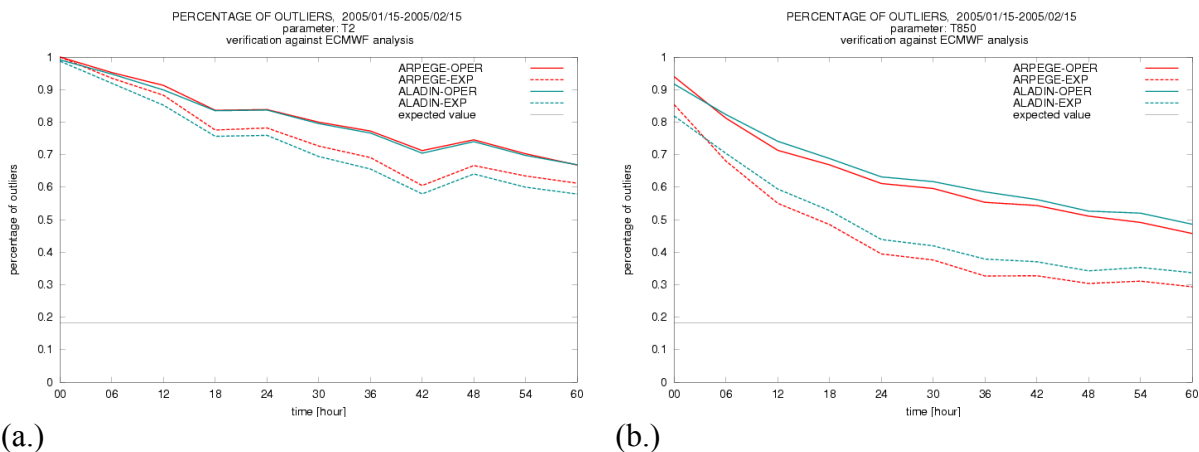 PERCENTAGE OF OUTLIERS, 2005/01/15-2005/02/15
parameter: T2
verification against ECMWF analysis
ARPEGE-OPER
ARPEGE-EXP
ALADIN-OPER
ALADIN-EXP
expected value
percentage of outliers
1
0.9
0.8
0.7
0.6
0.5
0.4
0.3
0.2
0.1
0
00 06 12 18 24 30 36 42 48 54 60
time [hour]
(a.)
PERCENTAGE OF OUTLIERS, 2005/01/15-2005/02/15
parameter: T850
verification against ECMWF analysis
ARPEGE-OPER
ARPEGE-EXP
ALADIN-OPER
ALADIN-EXP
expected value
percentage of outliers
1
0.9
0.8
0.7
0.6
0.5
0.4
0.3
0.2
0.1
0
00 06 12 18 24 30 36 42 48 54 60
time [hour]
(b.)